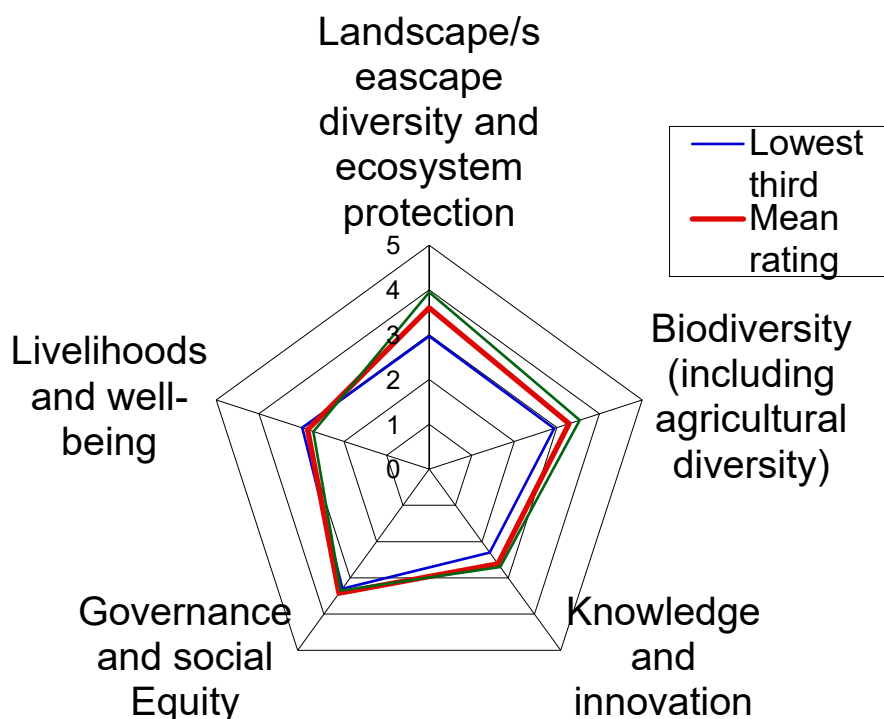 Landscape/s
eascape
diversity and
ecosystem
protection
Lowest
third
Mean
rating
5
4
3
2
1
0
Biodiversity
(including
agricultural
diversity)
Livelihoods
and well-
being
Governance
and social
Equity
Knowledge
and
innovation